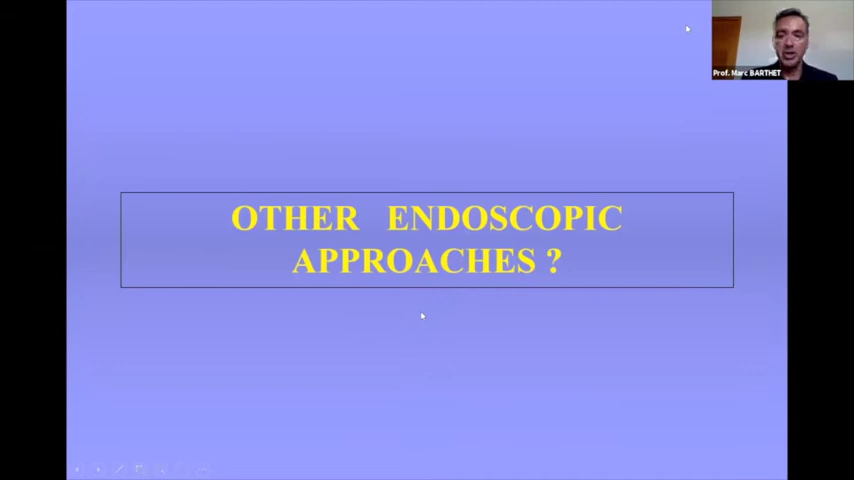 Prof. Marc BARTHET
OTHER ENDOSCOPIC
APPROACHES ?